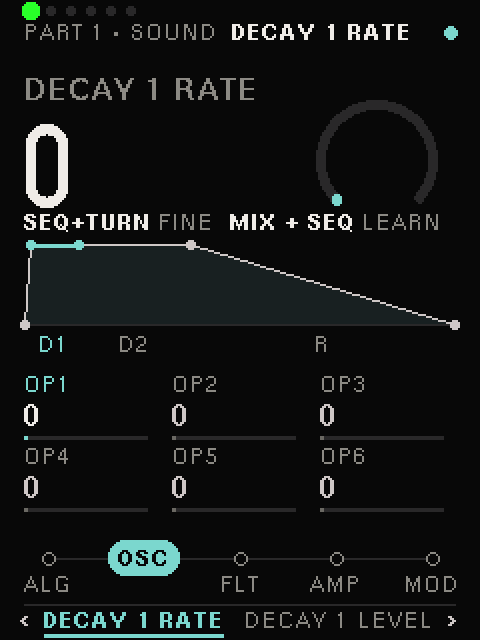 PART 1 · SOUND DECAY 1 RATE
DECAY 1 RATE
0
SEQ+TURN FINE MIX + SEQ LEARN
D1 D2 R
OP1 OP2 OP3
0 0 0
OP4 OP5 OP6
0 0 0
OSC
ALG FLT AMP MOD
‹ DECAY 1 RATE DECAY 1 LEVEL ›